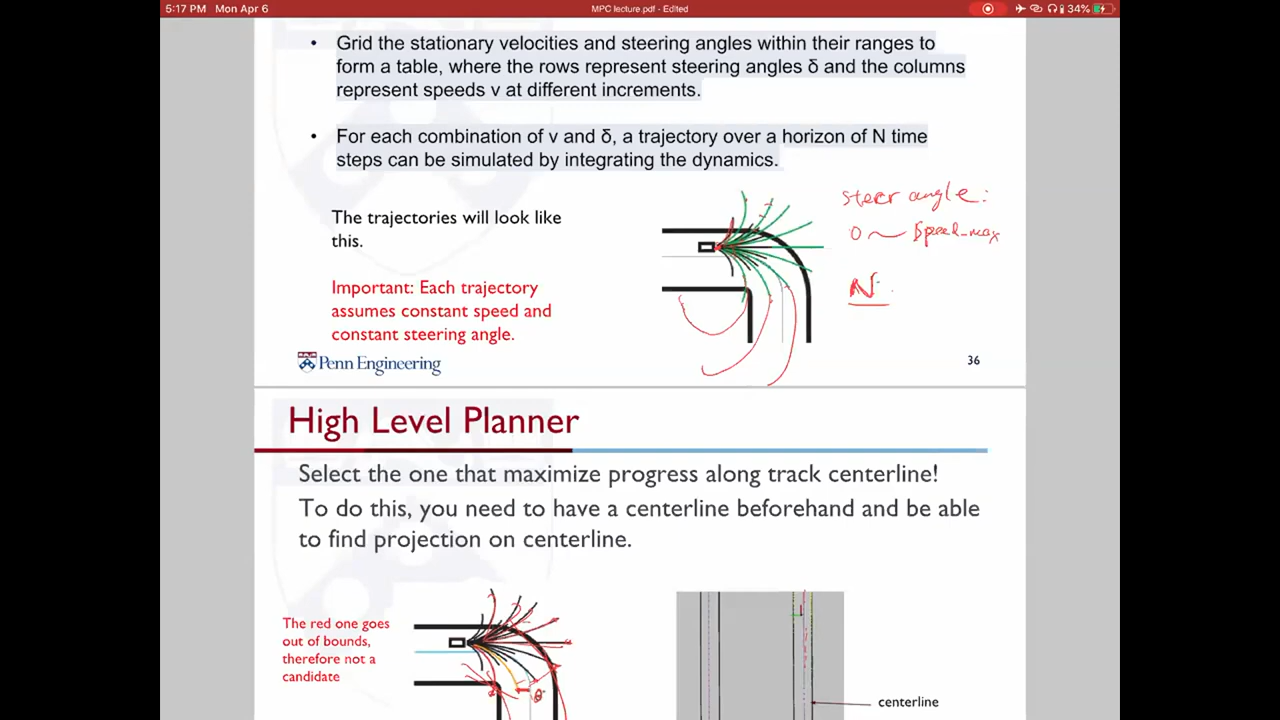 5:17 PM Mon Apr 6
MPC lecture.pdf - Edited
34%
• Grid the stationary velocities and steering angles within their ranges to
form a table, where the rows represent steering angles δ and the columns
represent speeds v at different increments.
• For each combination of v and δ, a trajectory over a horizon of N time
steps can be simulated by integrating the dynamics.
The trajectories will look like
this.
Important: Each trajectory
assumes constant speed and
constant steering angle.
steer angle:
0 ~ Speed_max
N
Penn Engineering
36
High Level Planner
Select the one that maximize progress along track centerline!
To do this, you need to have a centerline beforehand and be able
to find projection on centerline.
The red one goes
out of bounds,
therefore not a
candidate
θ
centerline